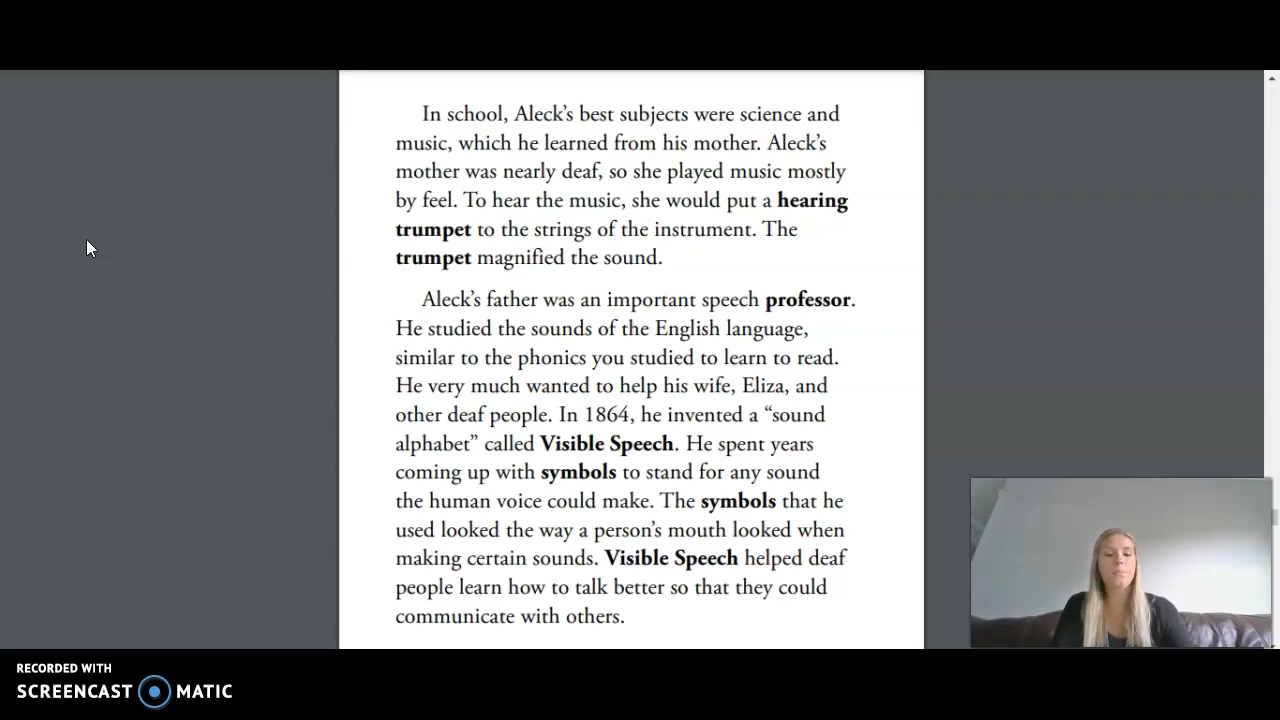 In school, Aleck’s best subjects were science and
music, which he learned from his mother. Aleck’s
mother was nearly deaf, so she played music mostly
by feel. To hear the music, she would put a hearing
trumpet to the strings of the instrument. The
trumpet magnified the sound.
Aleck’s father was an important speech professor.
He studied the sounds of the English language,
similar to the phonics you studied to learn to read.
He very much wanted to help his wife, Eliza, and
other deaf people. In 1864, he invented a “sound
alphabet” called Visible Speech. He spent years
coming up with symbols to stand for any sound
the human voice could make. The symbols that he
used looked the way a person’s mouth looked when
making certain sounds. Visible Speech helped deaf
people learn how to talk better so that they could
communicate with others.
RECORDED WITH
SCREENCAST MATIC